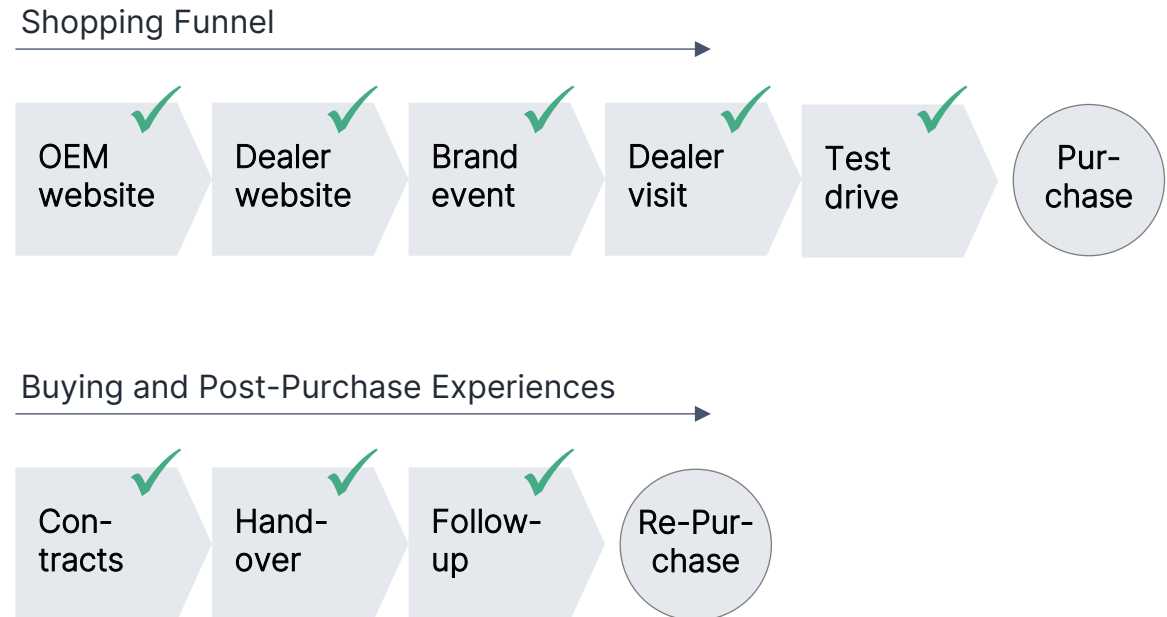 Shopping Funnel
OEM
website
Dealer
website
Brand
event
Dealer
visit
Test
drive
Pur-
chase
Buying and Post-Purchase Experiences
Con-
tracts
Hand-
over
Follow-
up
Re-Pur-
chase